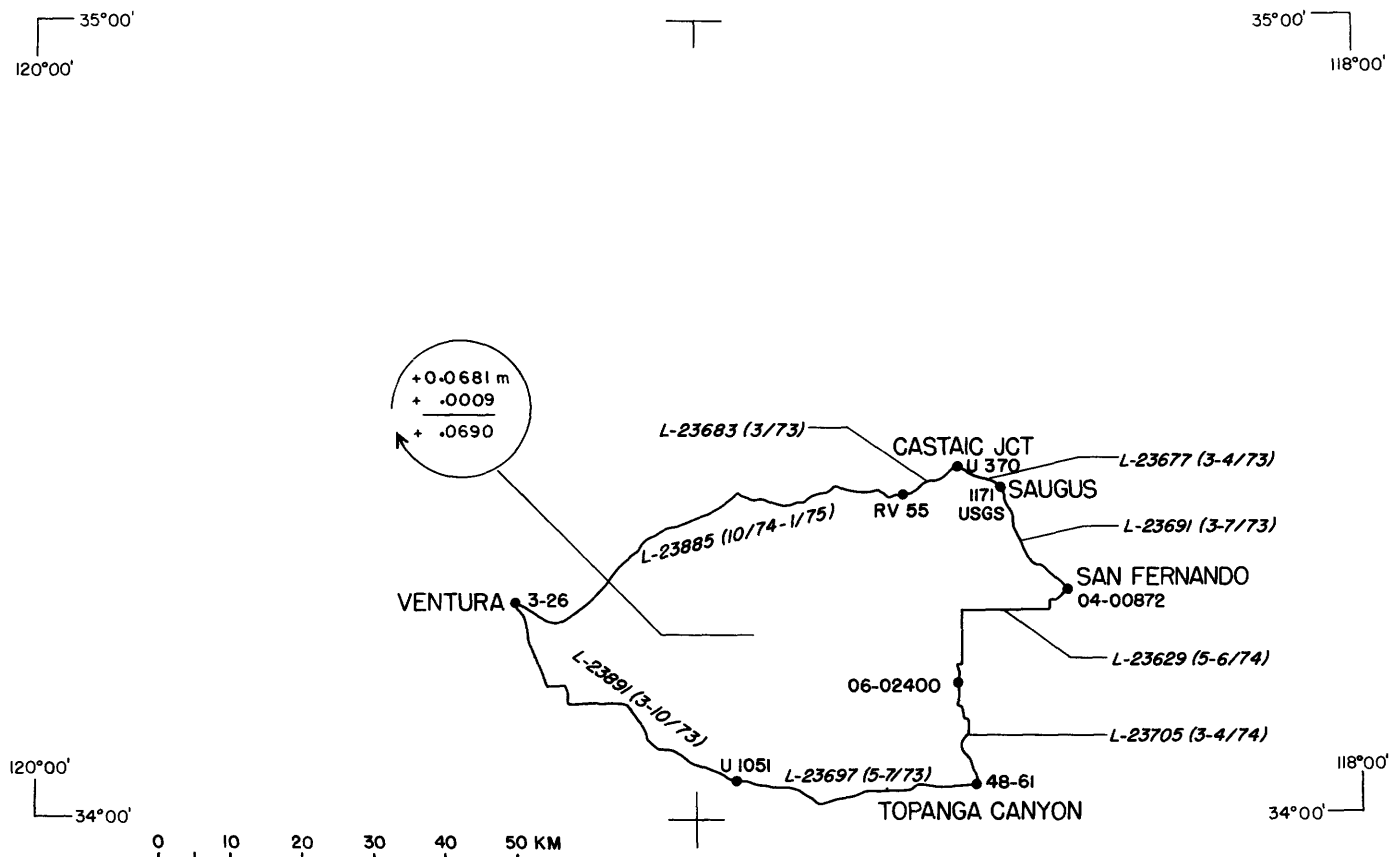 35°00'
120°00'
35°00'
118°00'
+0.0681 m
+ .0009
+ .0690
L-23683 (3/73)
CASTAIC JCT
U 370
L-23677 (3-4/73)
1171
USGS
SAUGUS
RV 55
L-23885 (10/74-1/75)
L-23691 (3-7/73)
SAN FERNANDO
04-00872
VENTURA
3-26
L-23629 (5-6/74)
L-23891 (3-10/73)
06-02400
L-23705 (3-4/74)
U 1051
L-23697 (5-7/73)
48-61
TOPANGA CANYON
120°00'
34°00'
118°00'
34°00'
0 10 20 30 40 50 KM